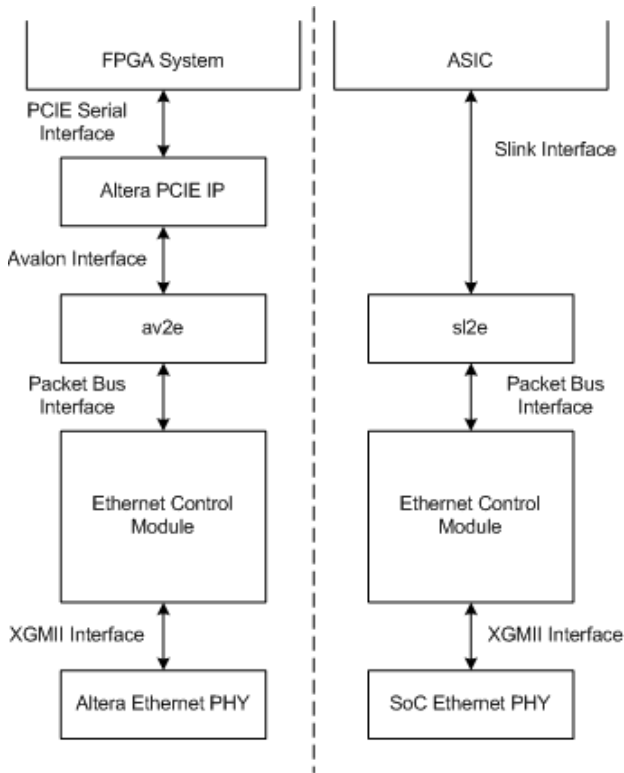 FPGA System
PCIE Serial
Interface
Altera PCIE IP
Avalon Interface
av2e
Packet Bus
Interface
Ethernet Control
Module
XGMII Interface
Altera Ethernet PHY
ASIC
Slink Interface
sl2e
Packet Bus
Interface
Ethernet Control
Module
XGMII Interface
SoC Ethernet PHY